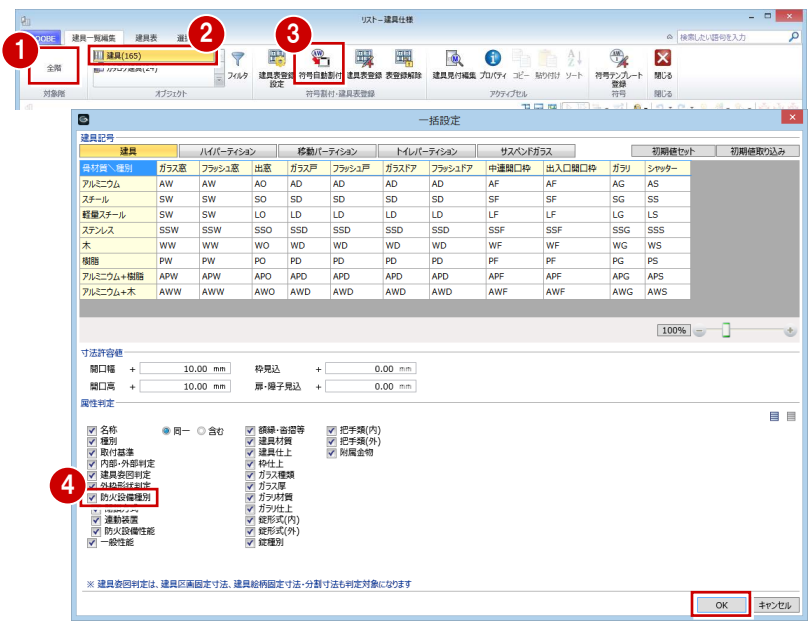 リスト－建具仕様
建具一覧編集 建具表
検索したい語句を入力
1
2
3
全階
対象階
建具(165)
オブジェクト
フィルタ
建具表登録設定
符号自動割付
建具表登録
表登録解除
符号割付・建具表登録
建具見付編集
プロパティ
コピー
貼り付け
ソート
アクティブセル
符号テンプレート登録
符号
閉じる
閉じる
一括設定
建具記号
建具 ハイパーティション 移動パーティション トイレパーティション サスペンドガラス 初期値セット 初期値取り込み
骨材質＼種別 ガラス窓 フラッシュ窓 出窓 ガラス戸 フラッシュ戸 ガラスドア フラッシュドア 中連開口枠 出入口開口枠 ガラリ シャッター
アルミニウム AW AW AO AD AD AD AD AF AF AG AS
スチール SW SW SO SD SD SD SD SF SF SG SS
軽量スチール SW SW LO LD LD LD LD LF LF LG LS
ステンレス SSW SSW SSO SSD SSD SSD SSD SSF SSF SSG SSS
木 WW WW WO WD WD WD WD WF WF WG WS
樹脂 PW PW PO PD PD PD PD PF PF PG PS
アルミニウム+樹脂 APW APW APO APD APD APD APD APF APF APG APS
アルミニウム+木 AWW AWW AWO AWD AWD AWD AWD AWF AWF AWG AWS
100%
寸法許容値
開口幅 + 10.00 mm 枠見込 + 0.00 mm
開口高 + 10.00 mm 扉・障子見込 + 0.00 mm
属性判定
名称 同一 含む 額縁・沓摺等 把手類(内)
種別 建具材質 把手類(外)
取付基準 建具仕上 附属金物
内部・外部判定 枠仕上
建具姿図判定 ガラス種類
外枠形状判定 ガラス厚
4
防火設備種別 ガラリ材質
ガラリ仕上
連動装置 錠形式(内)
防火設備性能 錠形式(外)
一般性能 錠種別
※ 建具姿図判定は、建具区画固定寸法、建具絵柄固定寸法・分割寸法も判定対象になります
OK キャンセル